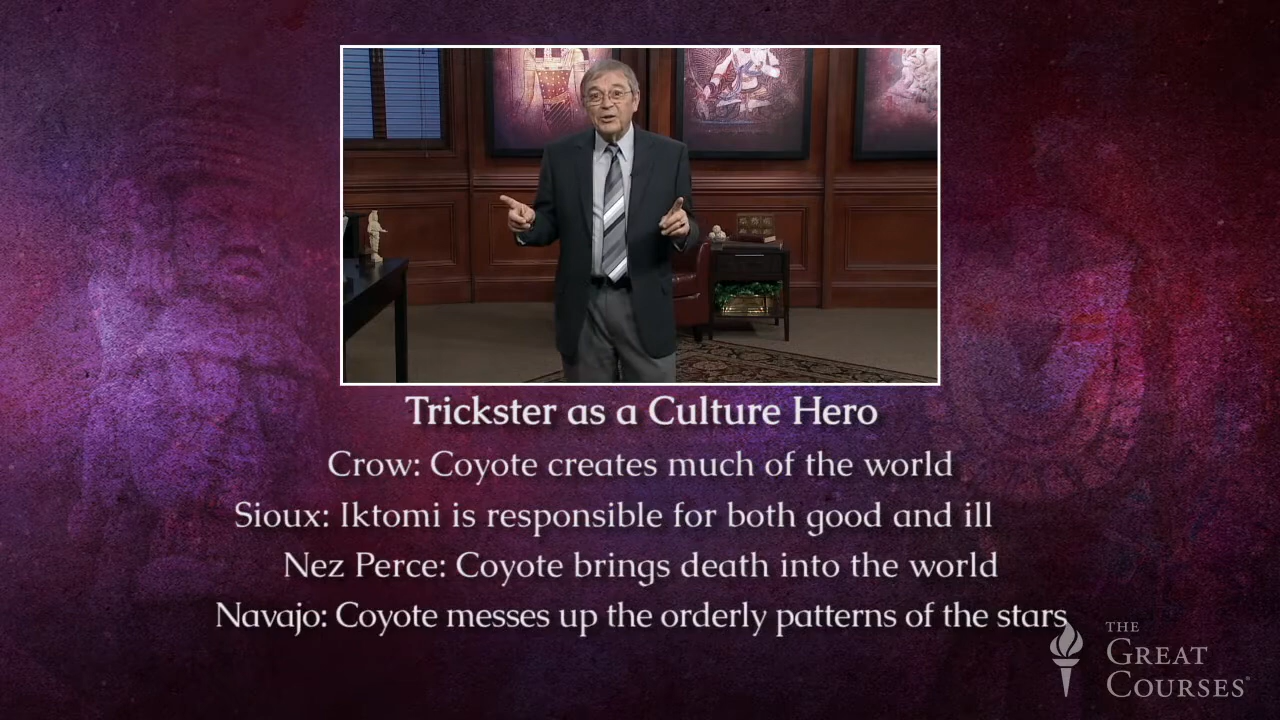 Trickster as a Culture Hero
Crow: Coyote creates much of the world
Sioux: Iktomi is responsible for both good and ill
Nez Perce: Coyote brings death into the world
Navajo: Coyote messes up the orderly patterns of the stars
THE
GREAT
COURSES®